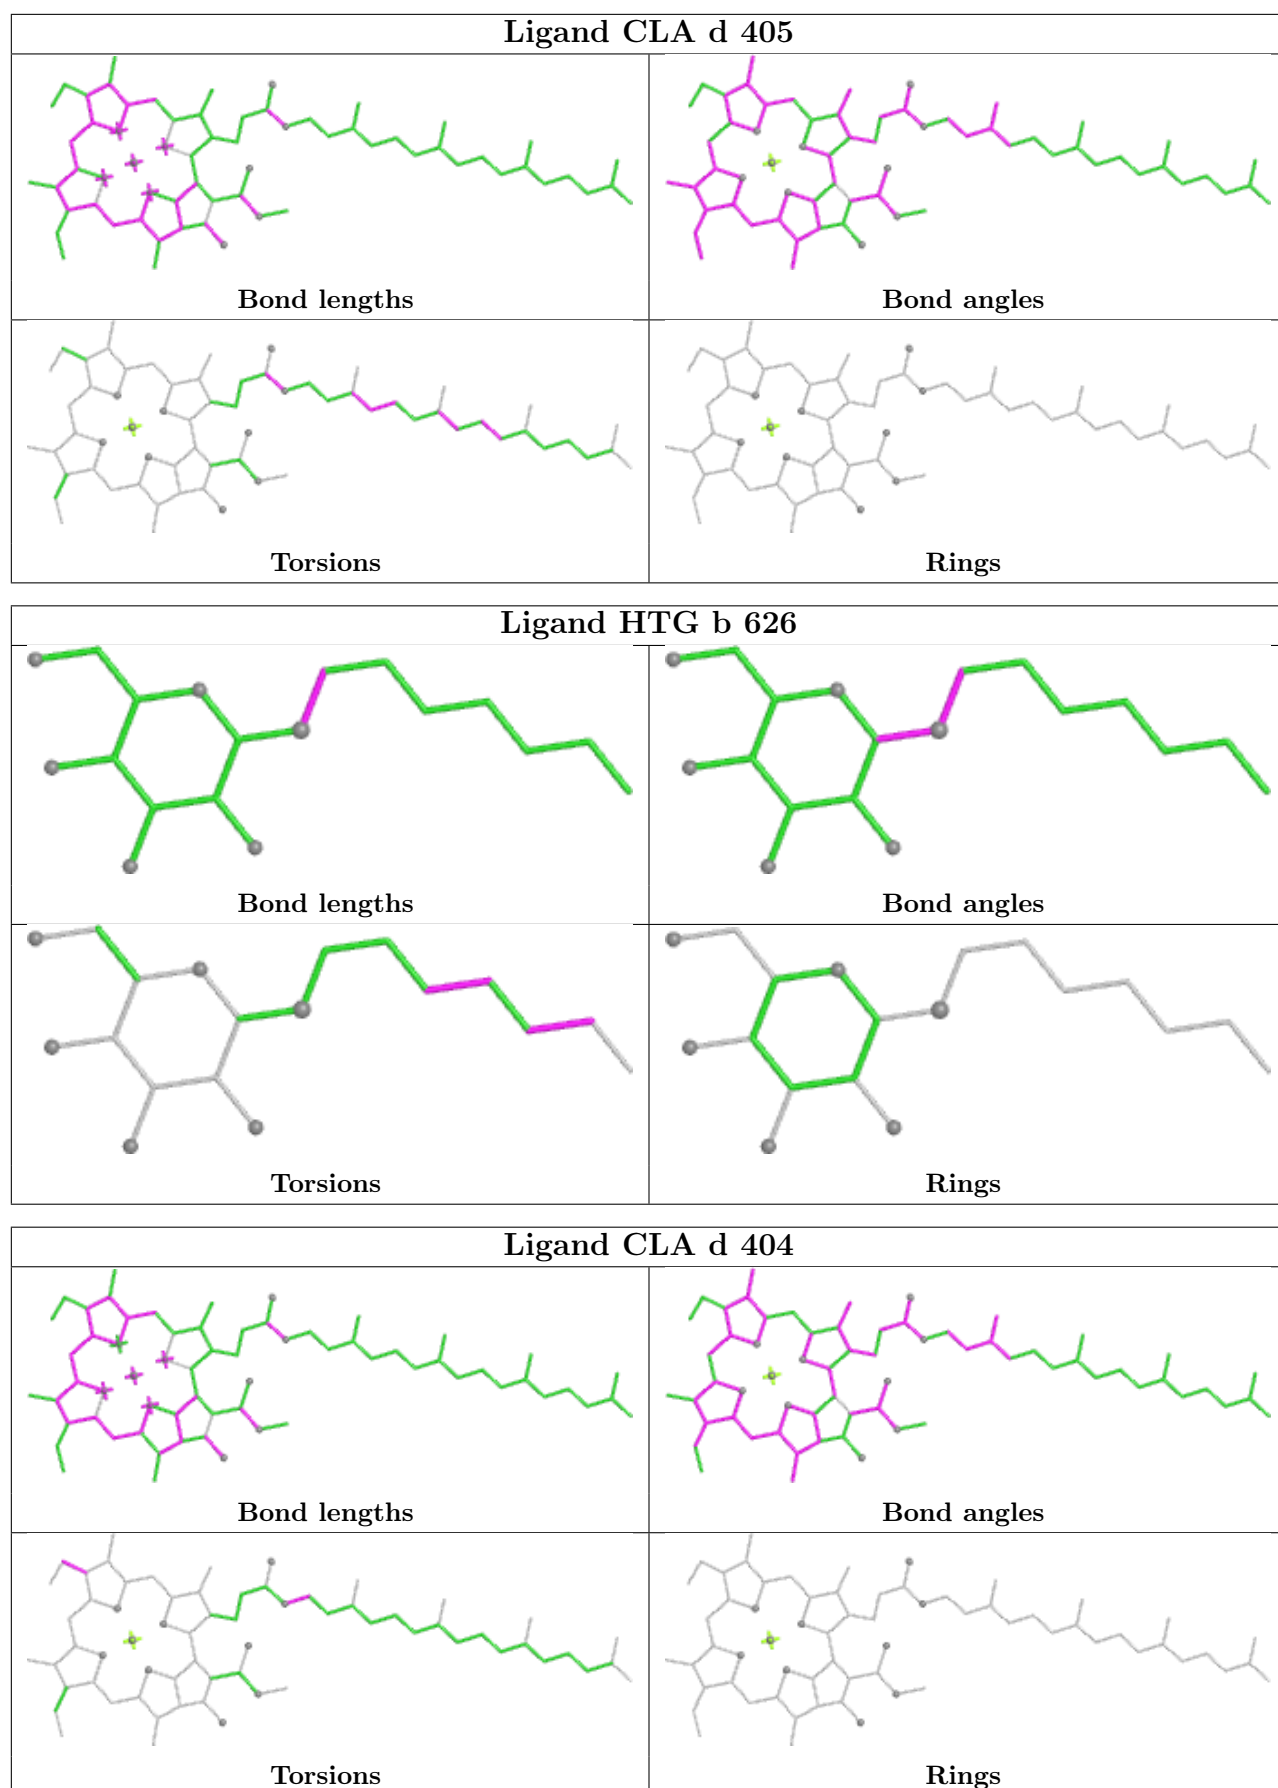 Ligand CLA d 405
Bond lengths
Bond angles
Torsions
Rings
Ligand HTG b 626
Bond lengths
Bond angles
Torsions
Rings
Ligand CLA d 404
Bond lengths
Bond angles
Torsions
Rings